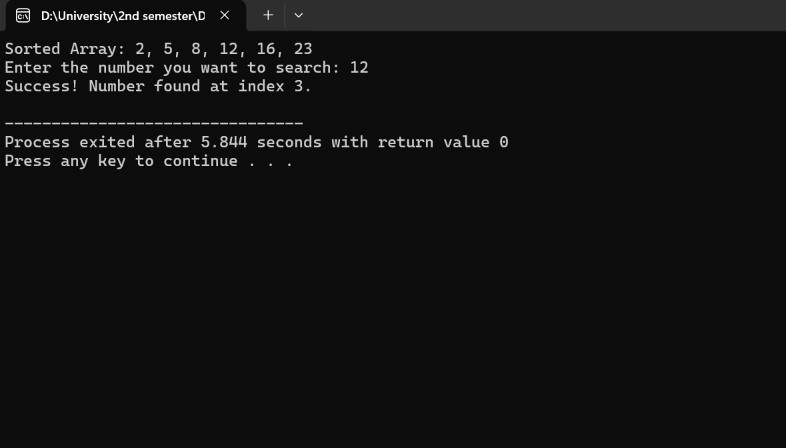 D:\University\2nd semester\D
Sorted Array: 2, 5, 8, 12, 16, 23
Enter the number you want to search: 12
Success! Number found at index 3.
--------------------------------
Process exited after 5.844 seconds with return value 0
Press any key to continue . . .